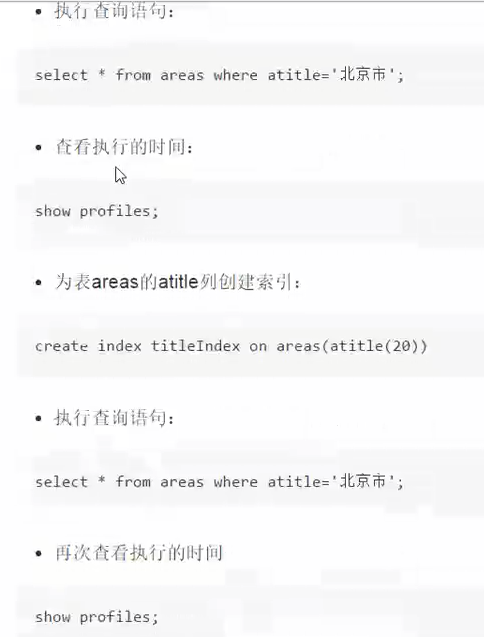 执行查询语句：
select * from areas where atitle='北京市';
查看执行的时间：
show profiles;
为表areas的atitle列创建索引：
create index titleIndex on areas(atitle(20))
执行查询语句：
select * from areas where atitle='北京市';
再次查看执行的时间
show profiles;